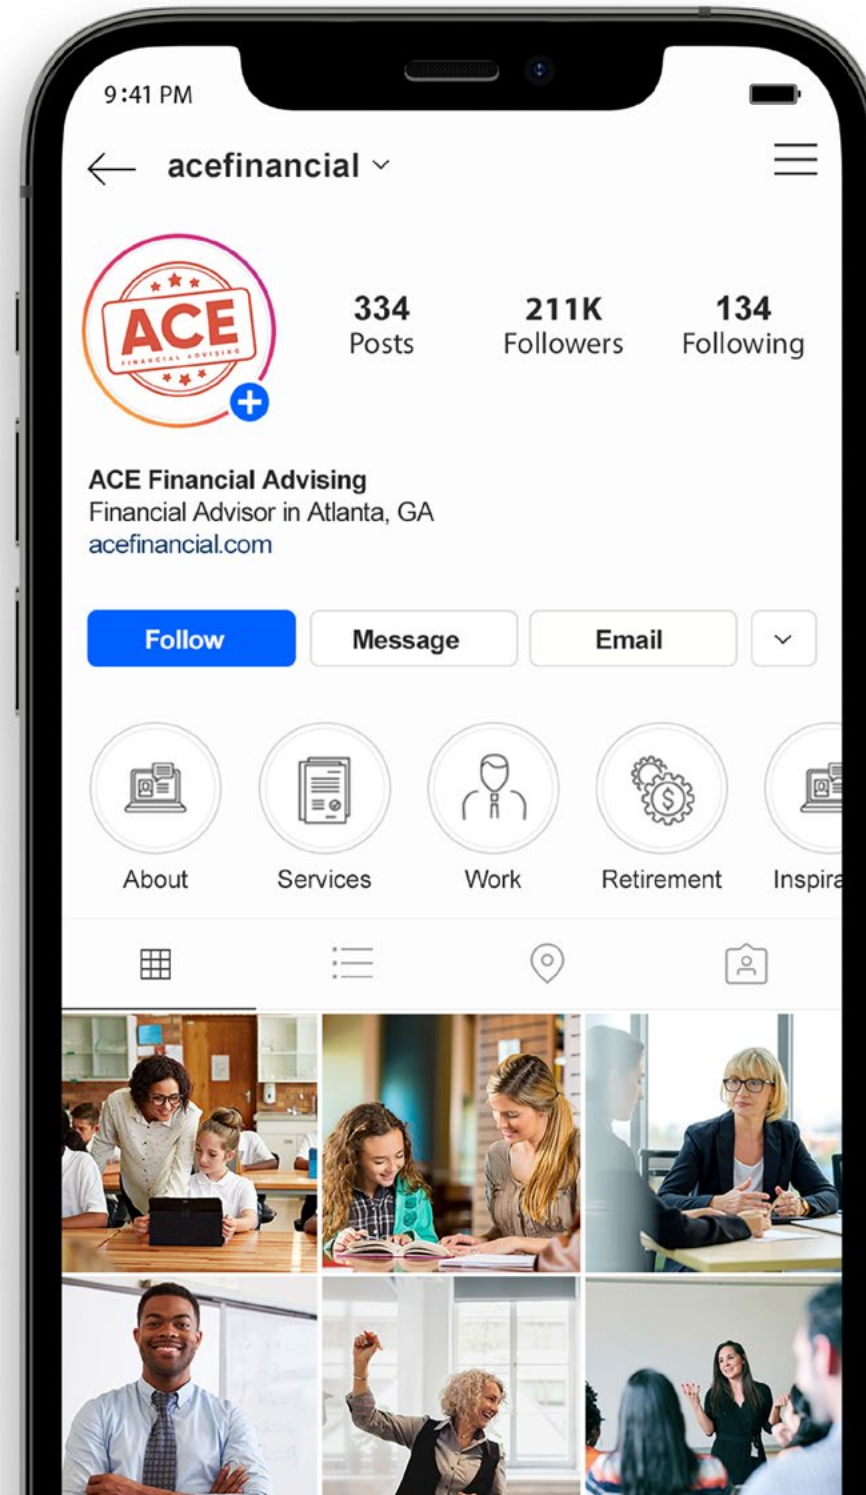 9:41 PM
acefinancial
ACE
FINANCIAL ADVISING
334
Posts
211K
Followers
134
Following
ACE Financial Advising
Financial Advisor in Atlanta, GA
acefinancial.com
Follow
Message
Email
About
Services
Work
Retirement
Inspira